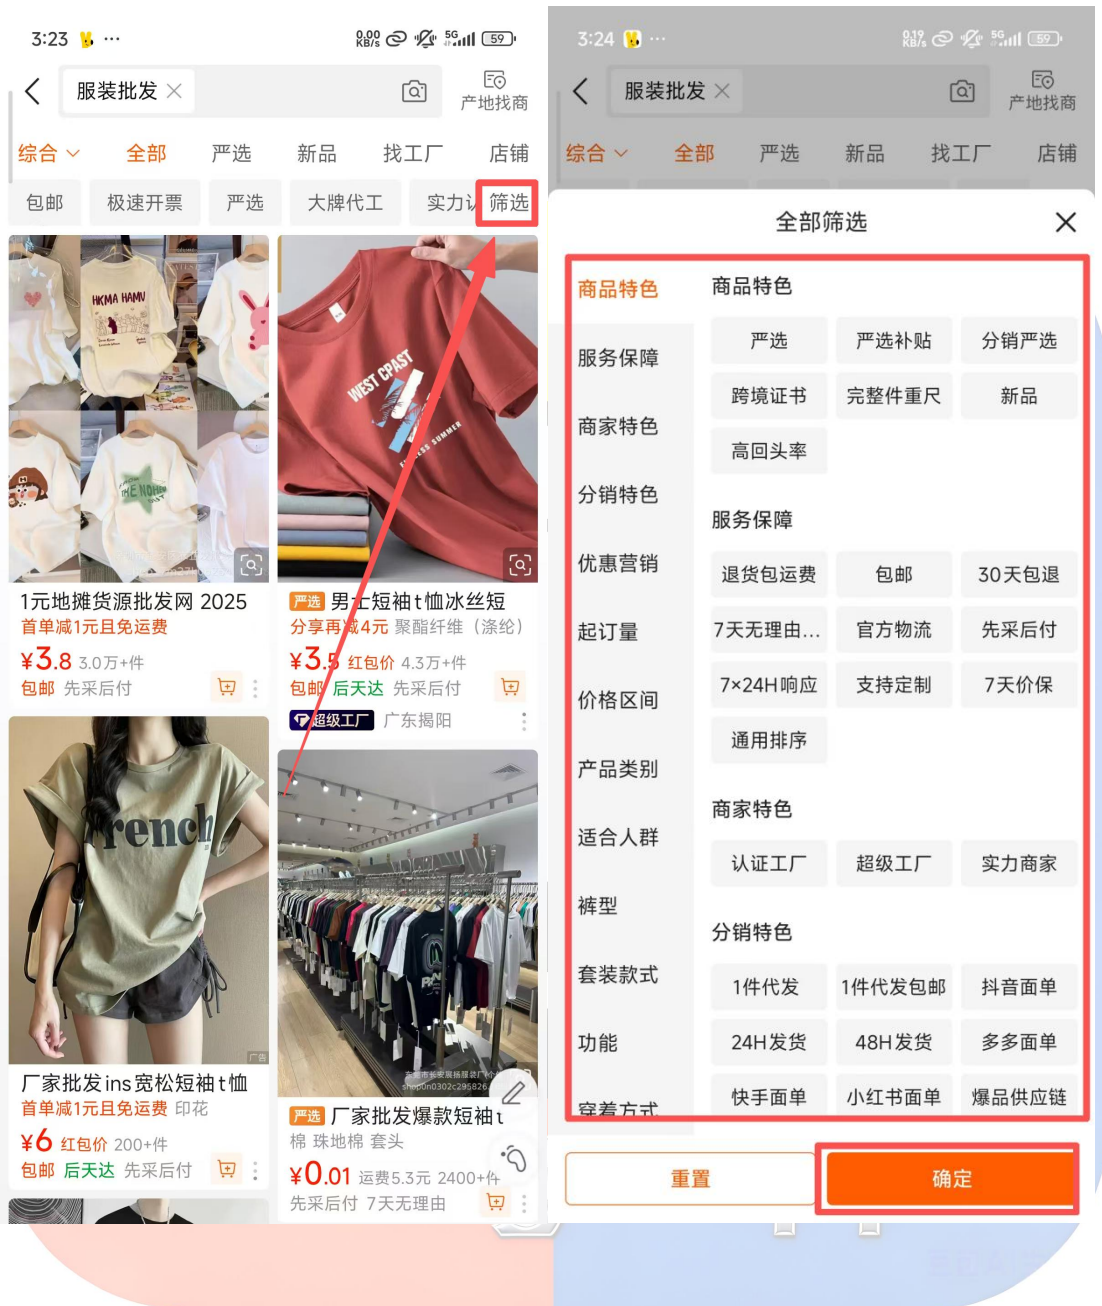 3:23 ... 0.00 KB/s 5G 59
服装批发
产地找商
综合 全部 严选 新品 找工厂 店铺
包邮 极速开票 严选 大牌代工 实力认 筛选
HKMA HAMU
WEST CPAST
1元地摊货源批发网 2025
首单减1元且免运费
¥3.8 3.0万+件
包邮 先采后付
严选 男士短袖t恤冰丝短
分享再减4元 聚酯纤维（涤纶）
¥3.5 红包价 4.3万+件
包邮 后天达 先采后付
超级工厂 广东揭阳
French
广告
厂家批发ins宽松短袖t恤
首单减1元且免运费 印花
¥6 红包价 200+件
包邮 后天达 先采后付
严选 厂家批发爆款短袖t
棉 珠地棉 套头
¥0.01 运费5.3元 2400+件
先采后付 7天无理由
3:24 ... 0.19 KB/s 5G 59
服装批发
产地找商
综合 全部 严选 新品 找工厂 店铺
全部筛选
商品特色
服务保障
商家特色
分销特色
优惠营销
起订量
价格区间
产品类别
适合人群
裤型
套装款式
功能
穿着方式
商品特色
严选 严选补贴 分销严选
跨境证书 完整件重尺 新品
高回头率
服务保障
退货包运费 包邮 30天包退
7天无理由... 官方物流 先采后付
7×24H响应 支持定制 7天价保
通用排序
商家特色
认证工厂 超级工厂 实力商家
分销特色
1件代发 1件代发包邮 抖音面单
24H发货 48H发货 多多面单
快手面单 小红书面单 爆品供应链
重置 确定